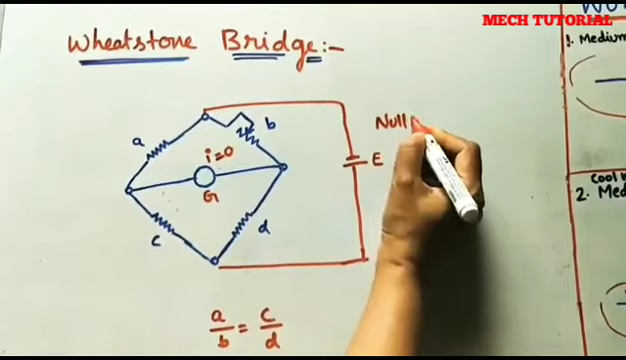 MECH TUTORIAL
Wheatstone Bridge:-
1. Medium
a
b
Null
i=0
E
G
Cool
2. Med
c
d
a/b = c/d